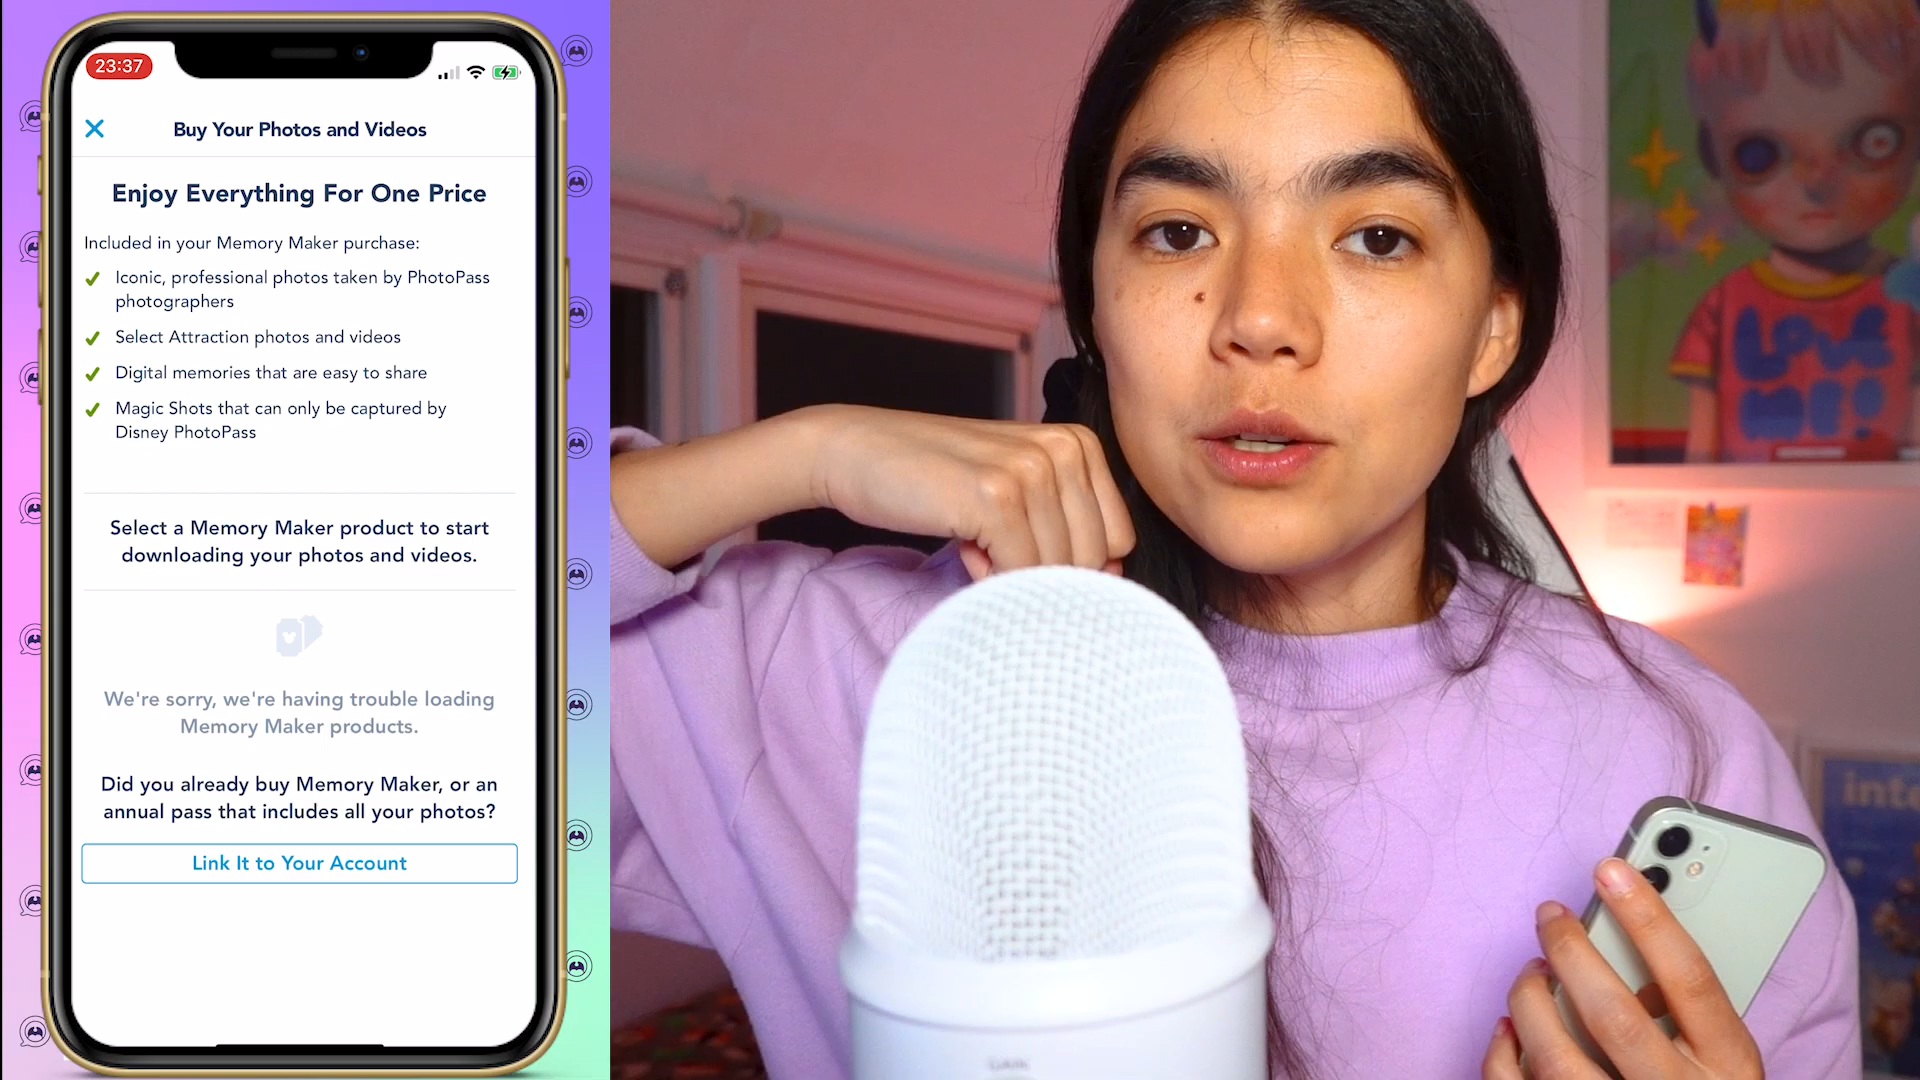 23:37
Buy Your Photos and Videos
Enjoy Everything For One Price
Included in your Memory Maker purchase:
Iconic, professional photos taken by PhotoPass
photographers
Select Attraction photos and videos
Digital memories that are easy to share
Magic Shots that can only be captured by
Disney PhotoPass
Select a Memory Maker product to start
downloading your photos and videos.
We're sorry, we're having trouble loading
Memory Maker products.
Did you already buy Memory Maker, or an
annual pass that includes all your photos?
Link It to Your Account
LOVE
ME!
GAIN